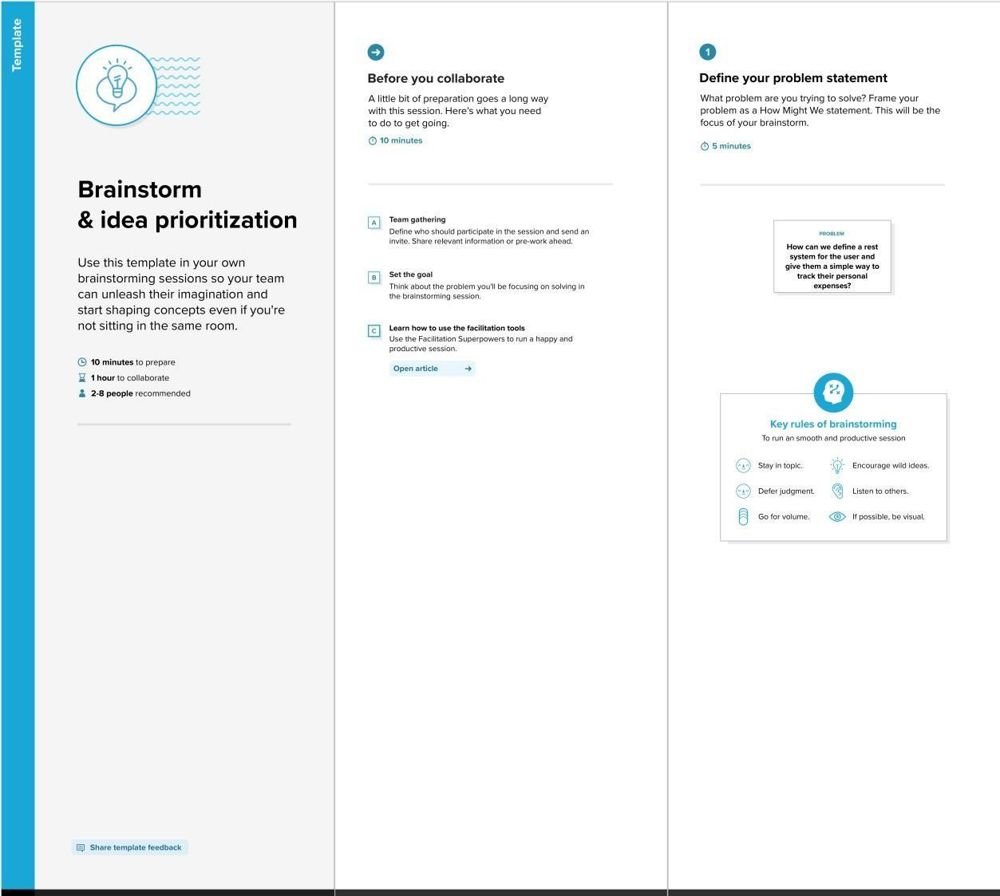 Template
Brainstorm
& idea prioritization
Use this template in your own
brainstorming sessions so your team
can unleash their imagination and
start shaping concepts even if you're
not sitting in the same room.
10 minutes to prepare
1 hour to collaborate
2-8 people recommended
Share template feedback
Before you collaborate
A little bit of preparation goes a long way
with this session. Here's what you need
to do to get going.
10 minutes
A
Team gathering
Define who should participate in the session and send an
invite. Share relevant information or pre-work ahead.
B
Set the goal
Think about the problem you'll be focusing on solving in
the brainstorming session.
C
Learn how to use the facilitation tools
Use the Facilitation Superpowers to run a happy and
productive session.
Open article
1
Define your problem statement
What problem are you trying to solve? Frame your
problem as a How Might We statement. This will be the
focus of your brainstorm.
5 minutes
PROBLEM
How can we define a rest
system for the user and
give them a simple way to
track their personal
expenses?
Key rules of brainstorming
To run an smooth and productive session
Stay in topic.
Encourage wild ideas.
Defer judgment.
Listen to others.
Go for volume.
If possible, be visual.